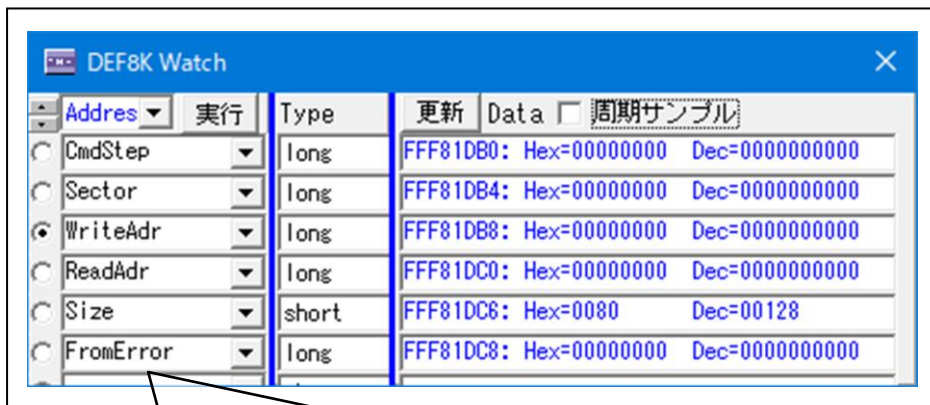 DEF8K Watch
Addres 実行 Type 更新 Data 周期サンプル
CmdStep long FFF81DB0: Hex=00000000 Dec=0000000000
Sector long FFF81DB4: Hex=00000000 Dec=0000000000
WriteAdr long FFF81DB8: Hex=00000000 Dec=0000000000
ReadAdr long FFF81DC0: Hex=00000000 Dec=0000000000
Size short FFF81DC6: Hex=0080 Dec=00128
FromError long FFF81DC8: Hex=00000000 Dec=0000000000